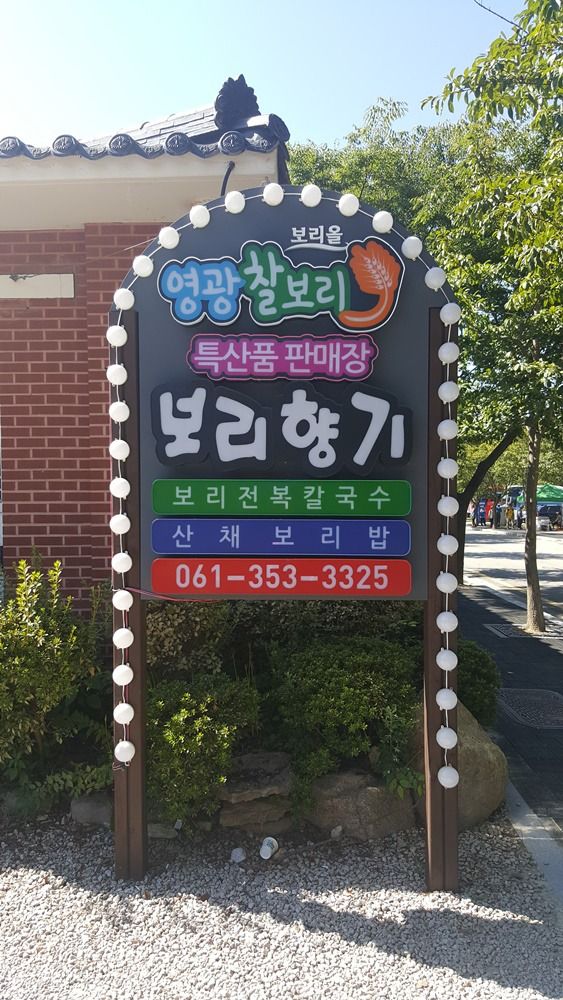 보리올
영광 찰보리
특산품 판매장
보리향기
보리전복칼국수
산채보리밥
061-353-3325